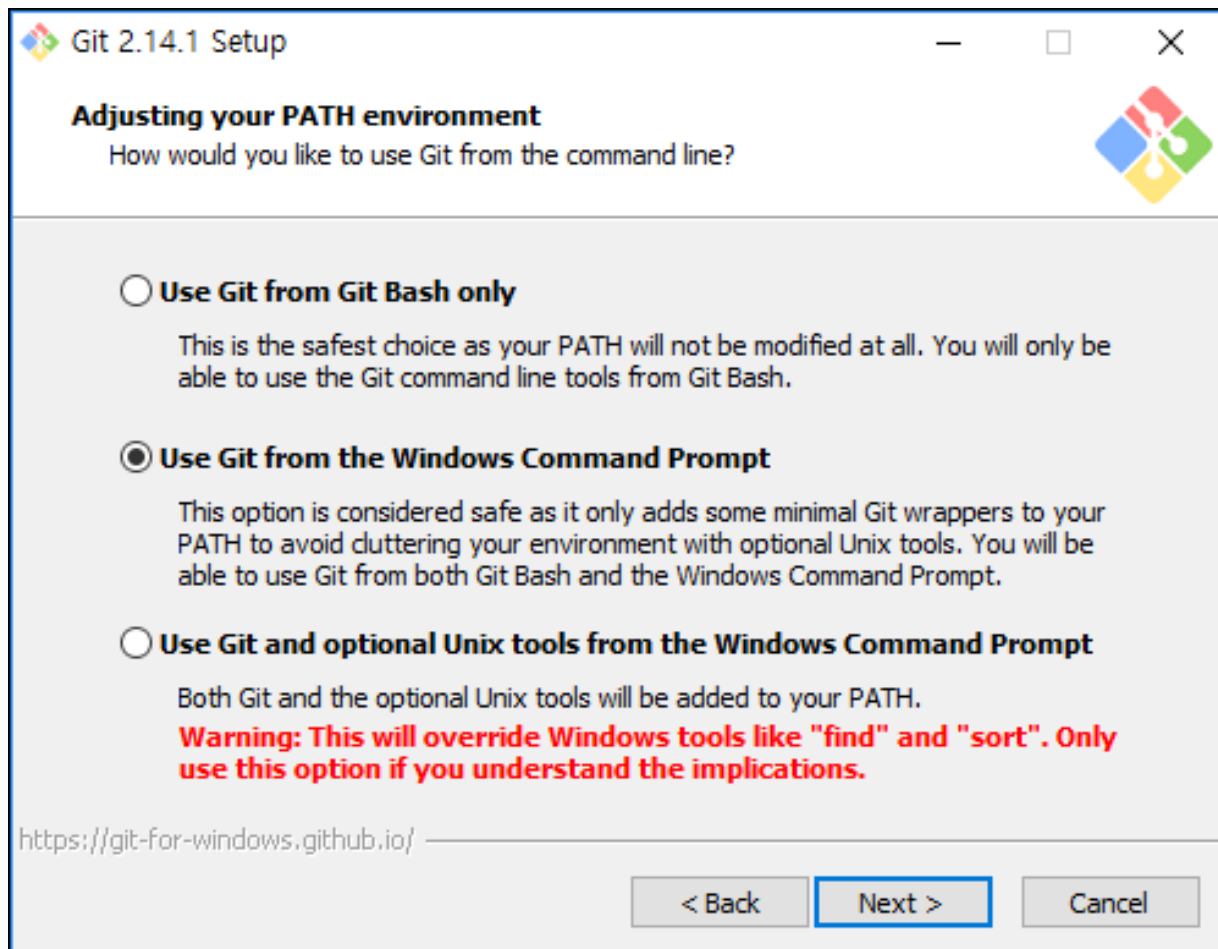 Git 2.14.1 Setup
Adjusting your PATH environment
How would you like to use Git from the command line?
Use Git from Git Bash only
This is the safest choice as your PATH will not be modified at all. You will only be
able to use the Git command line tools from Git Bash.
Use Git from the Windows Command Prompt
This option is considered safe as it only adds some minimal Git wrappers to your
PATH to avoid cluttering your environment with optional Unix tools. You will be
able to use Git from both Git Bash and the Windows Command Prompt.
Use Git and optional Unix tools from the Windows Command Prompt
Both Git and the optional Unix tools will be added to your PATH.
Warning: This will override Windows tools like "find" and "sort". Only
use this option if you understand the implications.
https://git-for-windows.github.io/
< Back Next > Cancel